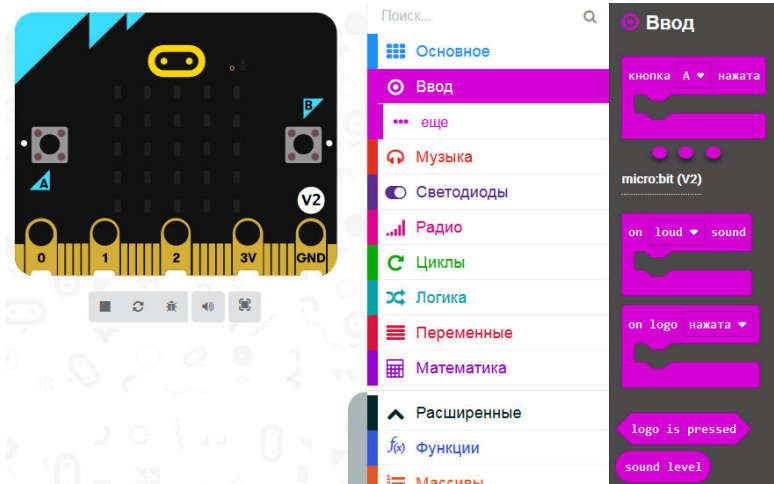 B
A
V2
0 1 2 3V GND
Поиск...
Основное
Ввод
еще
Музыка
Светодиоды
Радио
Циклы
Логика
Переменные
Математика
Расширенные
f(x) Функции
Массивы
Ввод
кнопка A нажата
micro:bit (V2)
on loud sound
on logo нажата
logo is pressed
sound level